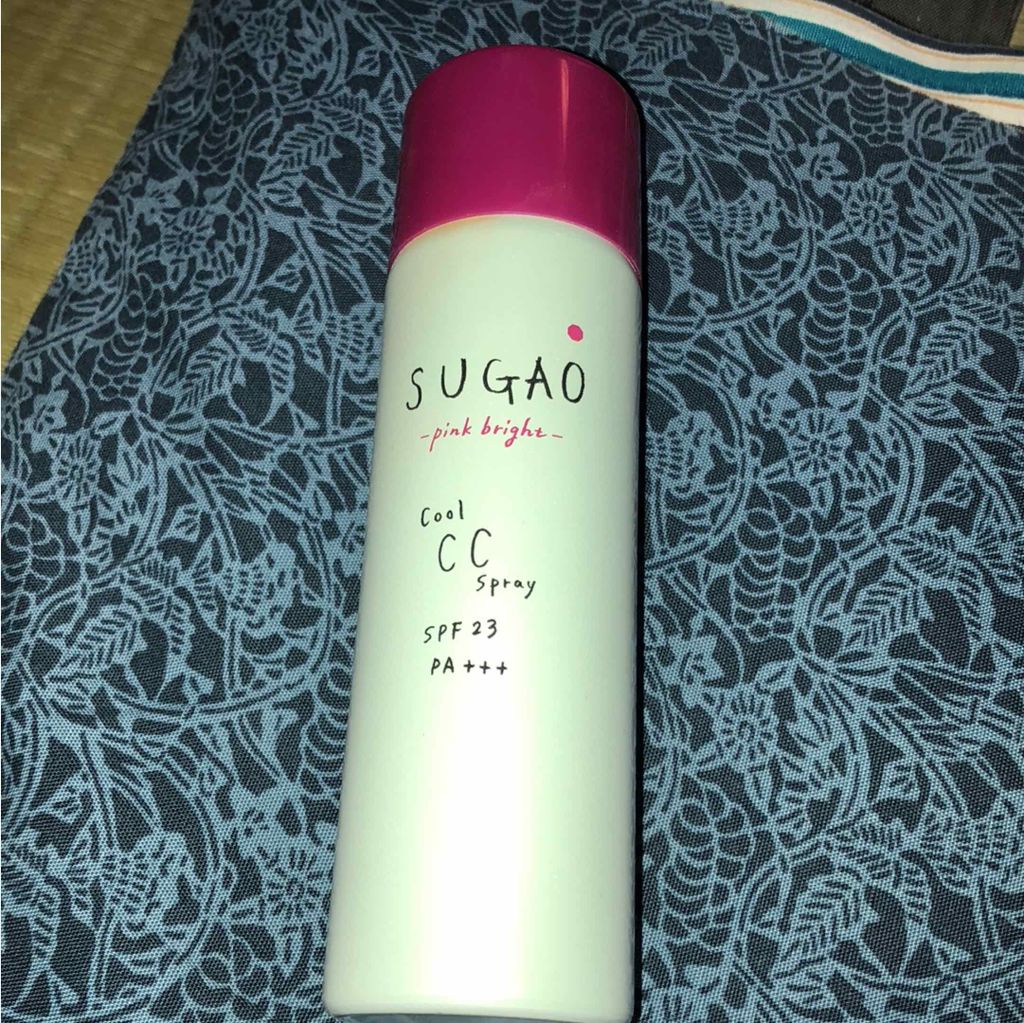 SUGAO
-pink bright-
Cool
CC
Spray
SPF 23
PA +++